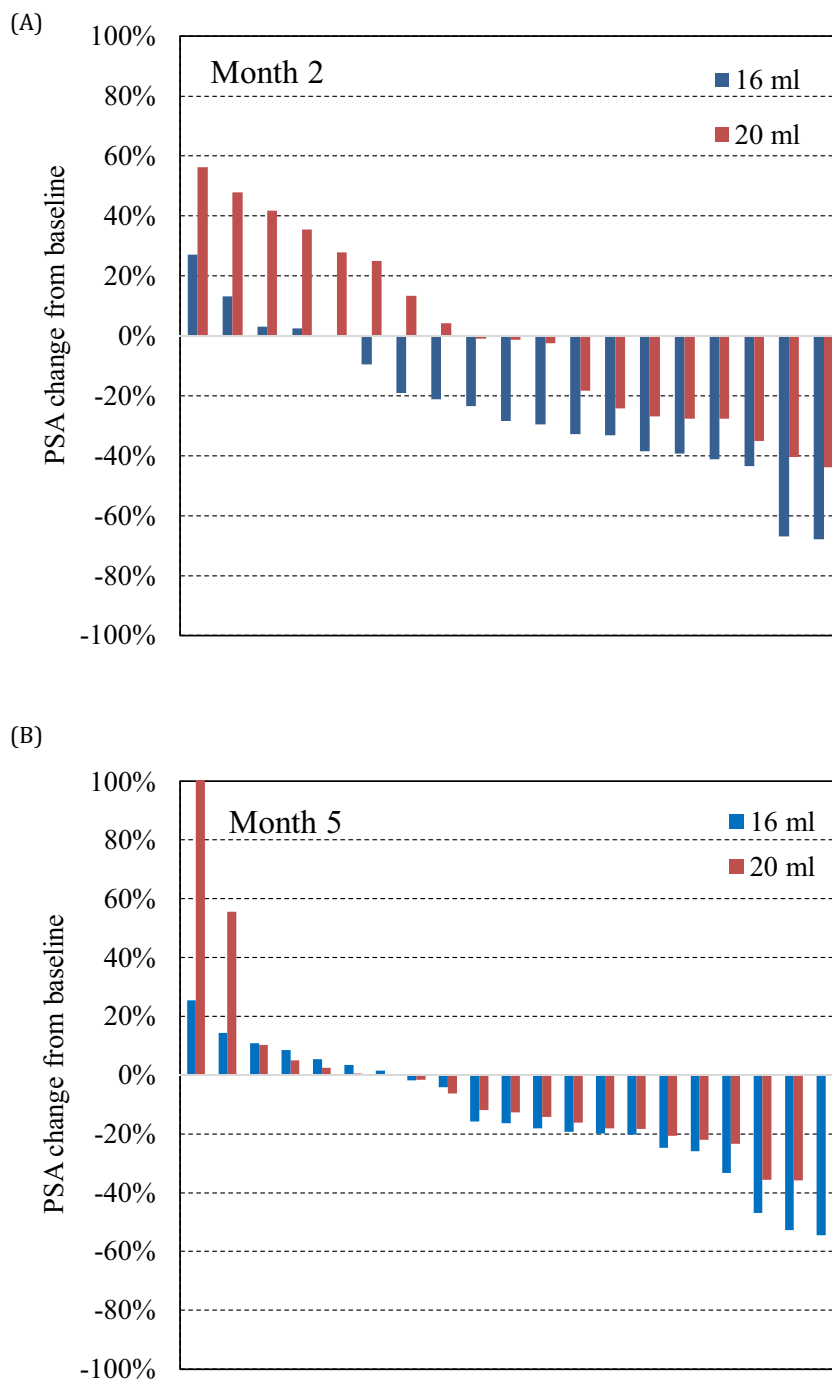 (A)
100%
80%
60%
40%
20%
0%
-20%
-40%
-60%
-80%
-100%
PSA change from baseline
Month 2
16 ml
20 ml
(B)
100%
80%
60%
40%
20%
0%
-20%
-40%
-60%
-80%
-100%
PSA change from baseline
Month 5
16 ml
20 ml